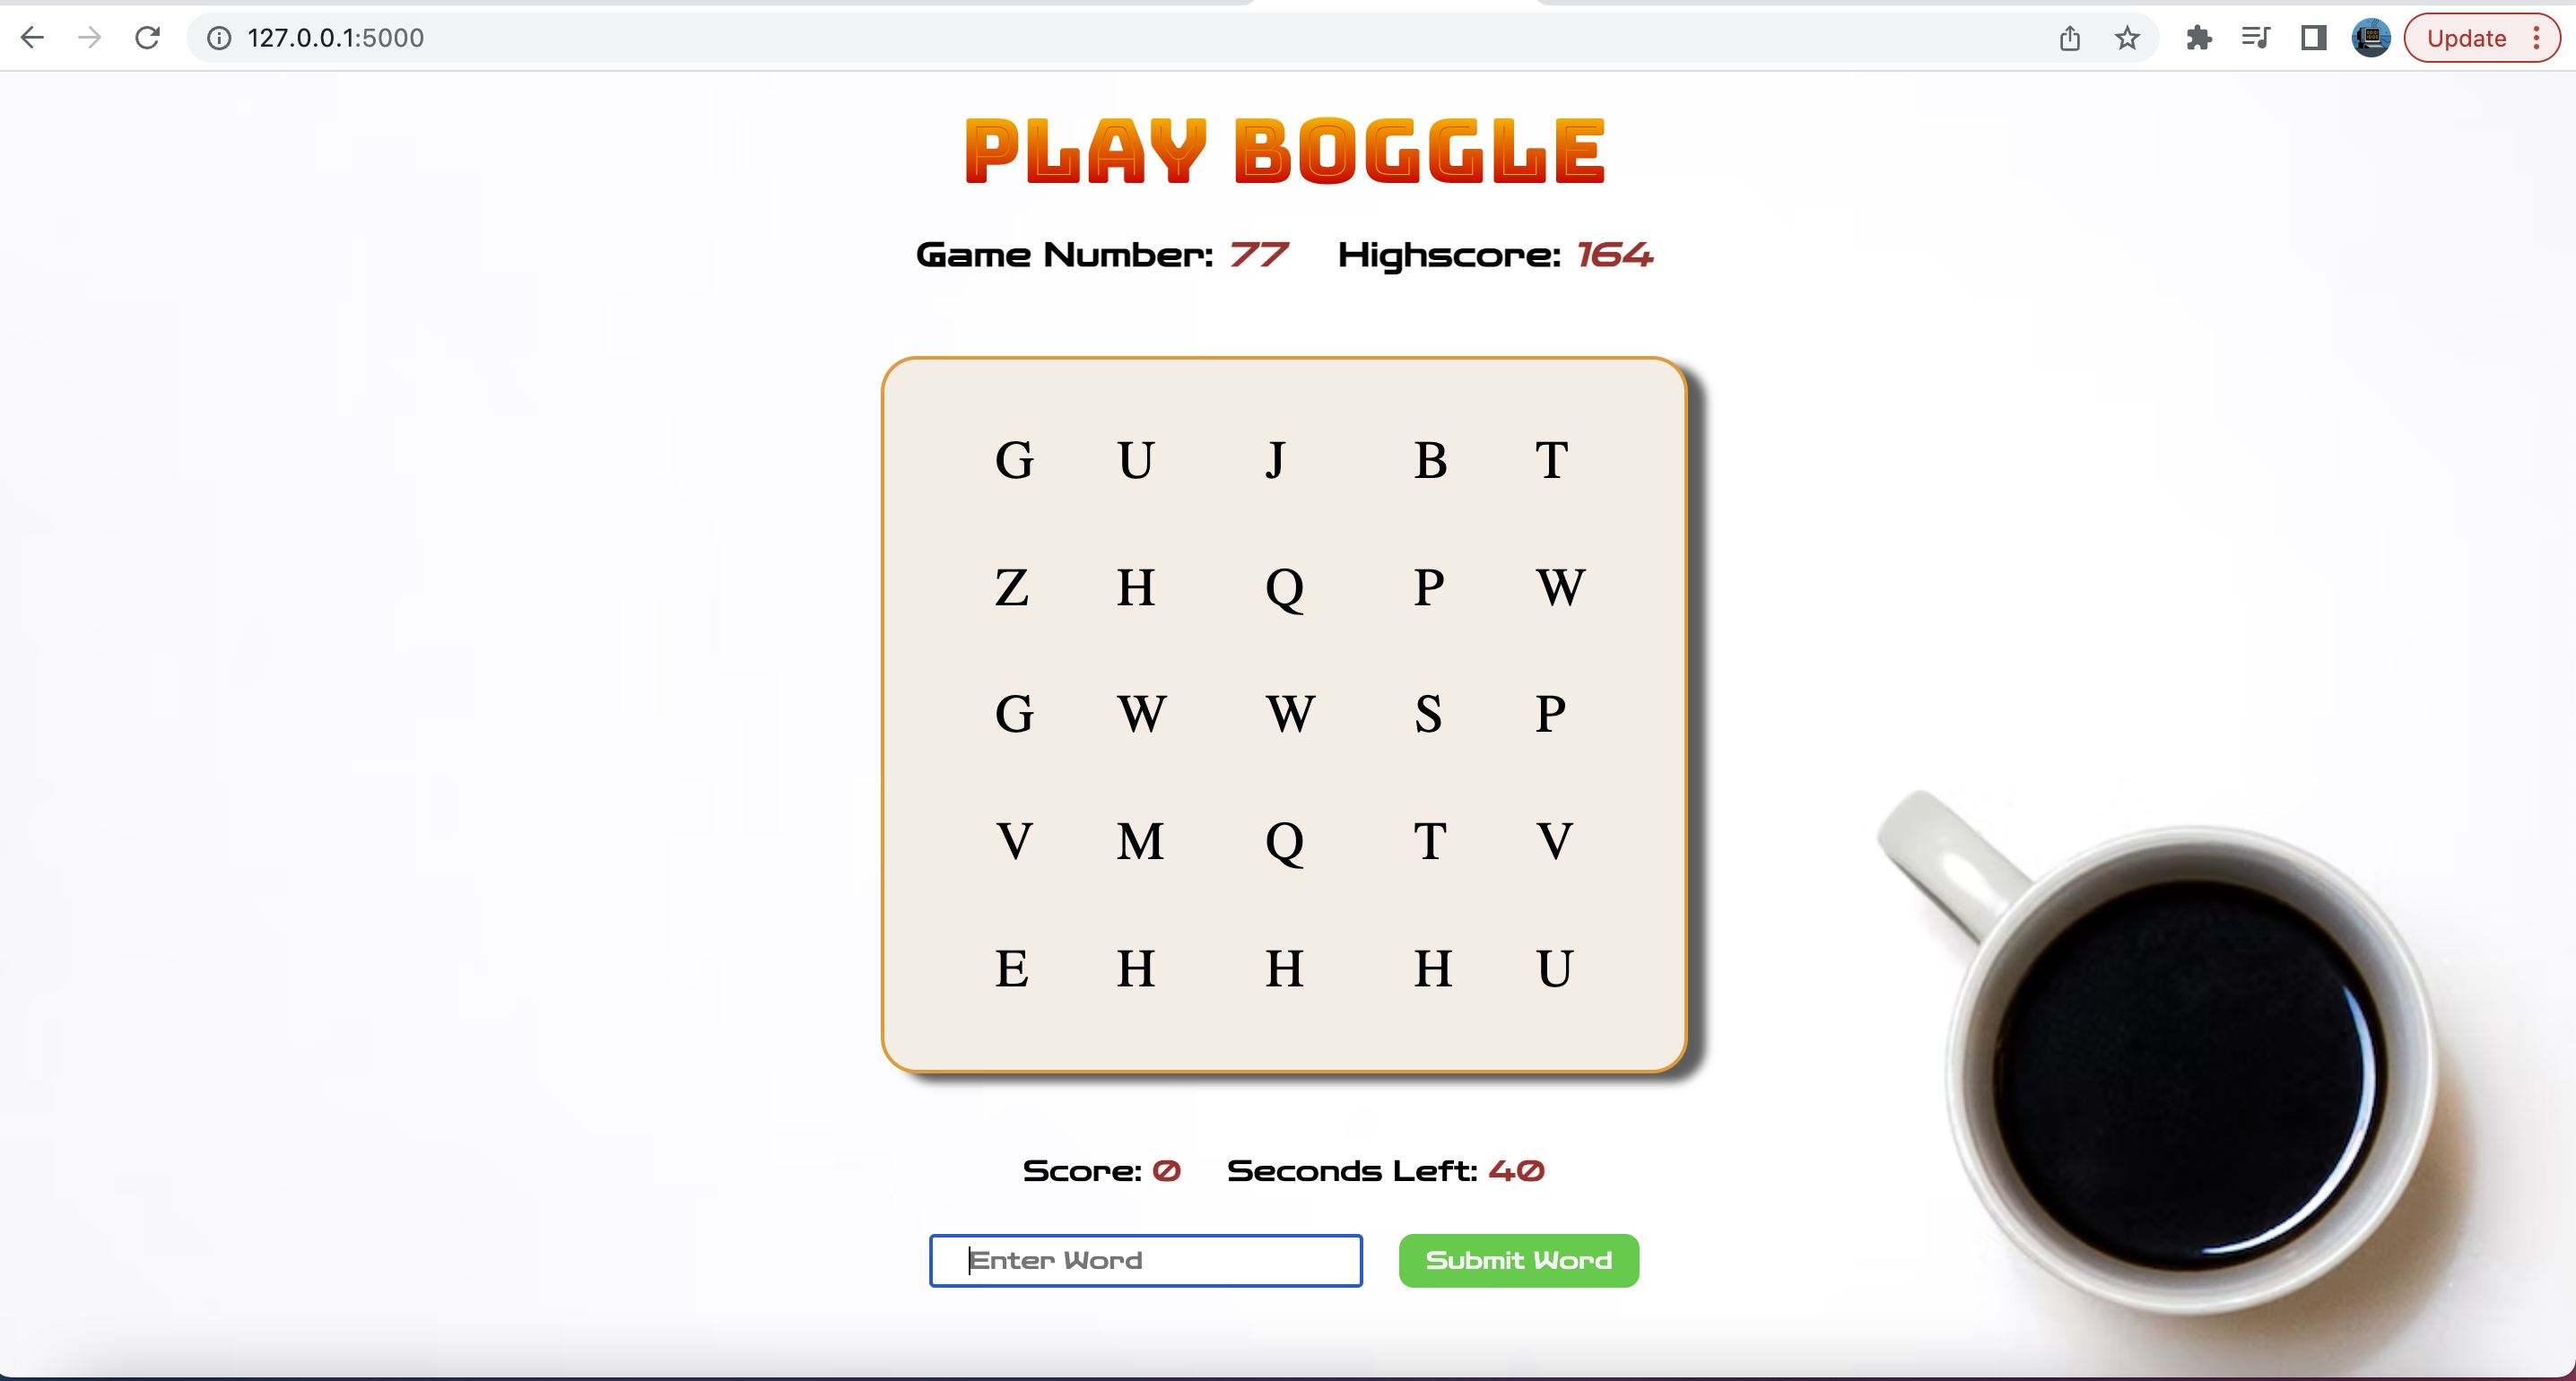 127.0.0.1:5000
Update
PLAY BOGGLE
Game Number: 77 Highscore: 164
G U J B T
Z H Q P W
G W W S P
V M Q T V
E H H H U
Score: 0 Seconds Left: 40
Enter Word Submit Word